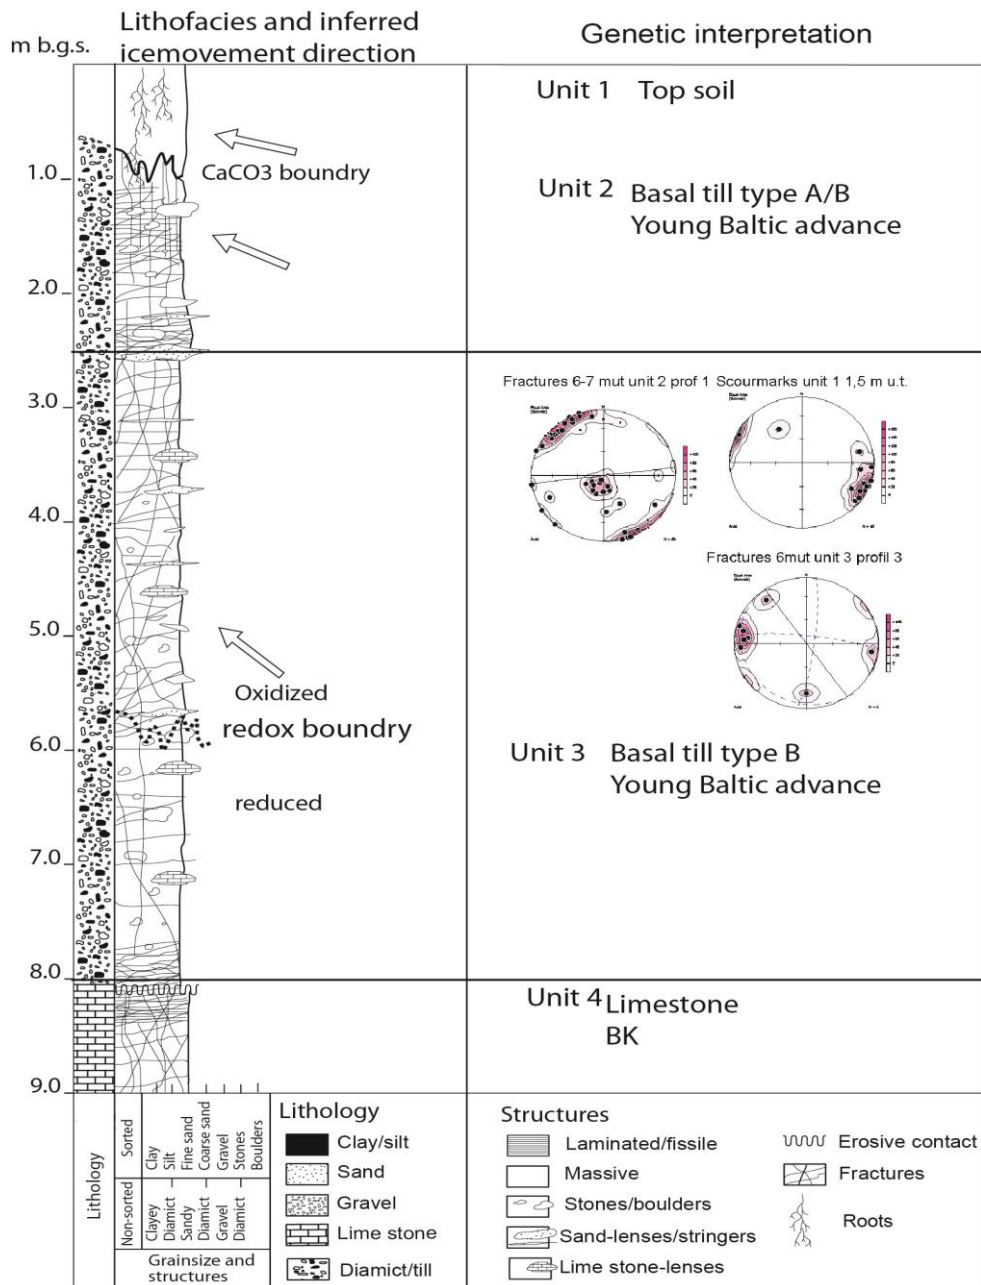 Lithofacies and inferred
icemovement direction
m b.g.s.
Genetic interpretation
Unit 1 Top soil
CaCO3 boundry
1.0
Unit 2 Basal till type A/B
Young Baltic advance
2.0
Fractures 6-7 mut unit 2 prof 1 Scourmarks unit 1 1,5 m u.t.
3.0
4.0
Fractures 6mut unit 3 profil 3
5.0
Oxidized
redox boundry
6.0
Unit 3 Basal till type B
Young Baltic advance
reduced
7.0
8.0
Unit 4 Limestone
BK
9.0
Lithology
Sorted
Clay
Silt
Fine sand
Coarse sand
Gravel
Stones
Boulders
Non-sorted
Clayey
Diamict
Sandy
Diamict
Gravel
Diamict
Grainsize and
structures
Lithology
Clay/silt
Sand
Gravel
Lime stone
Diamict/till
Structures
Laminated/fissile
Massive
Stones/boulders
Sand-lenses/stringers
Lime stone-lenses
Erosive contact
Fractures
Roots